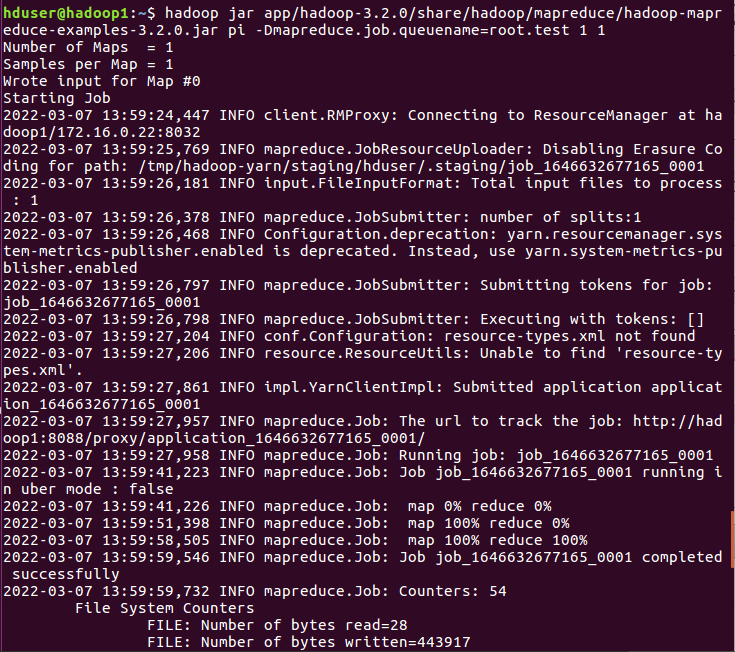 hduser@hadoop1:~$ hadoop jar app/hadoop-3.2.0/share/hadoop/mapreduce/hadoop-mapr
educe-examples-3.2.0.jar pi -Dmapreduce.job.queuename=root.test 1 1
Number of Maps  = 1
Samples per Map = 1
Wrote input for Map #0
Starting Job
2022-03-07 13:59:24,447 INFO client.RMProxy: Connecting to ResourceManager at ha
doop1/172.16.0.22:8032
2022-03-07 13:59:25,769 INFO mapreduce.JobResourceUploader: Disabling Erasure Co
ding for path: /tmp/hadoop-yarn/staging/hduser/.staging/job_1646632677165_0001
2022-03-07 13:59:26,181 INFO input.FileInputFormat: Total input files to process
 : 1
2022-03-07 13:59:26,378 INFO mapreduce.JobSubmitter: number of splits:1
2022-03-07 13:59:26,468 INFO Configuration.deprecation: yarn.resourcemanager.sys
tem-metrics-publisher.enabled is deprecated. Instead, use yarn.system-metrics-pu
blisher.enabled
2022-03-07 13:59:26,797 INFO mapreduce.JobSubmitter: Submitting tokens for job:
job_1646632677165_0001
2022-03-07 13:59:26,798 INFO mapreduce.JobSubmitter: Executing with tokens: []
2022-03-07 13:59:27,204 INFO conf.Configuration: resource-types.xml not found
2022-03-07 13:59:27,206 INFO resource.ResourceUtils: Unable to find 'resource-ty
pes.xml'.
2022-03-07 13:59:27,861 INFO impl.YarnClientImpl: Submitted application applicat
ion_1646632677165_0001
2022-03-07 13:59:27,957 INFO mapreduce.Job: The url to track the job: http://had
oop1:8088/proxy/application_1646632677165_0001/
2022-03-07 13:59:27,958 INFO mapreduce.Job: Running job: job_1646632677165_0001
2022-03-07 13:59:41,223 INFO mapreduce.Job: Job job_1646632677165_0001 running i
n uber mode : false
2022-03-07 13:59:41,226 INFO mapreduce.Job:  map 0% reduce 0%
2022-03-07 13:59:51,398 INFO mapreduce.Job:  map 100% reduce 0%
2022-03-07 13:59:58,505 INFO mapreduce.Job:  map 100% reduce 100%
2022-03-07 13:59:59,546 INFO mapreduce.Job: Job job_1646632677165_0001 completed
 successfully
2022-03-07 13:59:59,732 INFO mapreduce.Job: Counters: 54
        File System Counters
                FILE: Number of bytes read=28
                FILE: Number of bytes written=443917